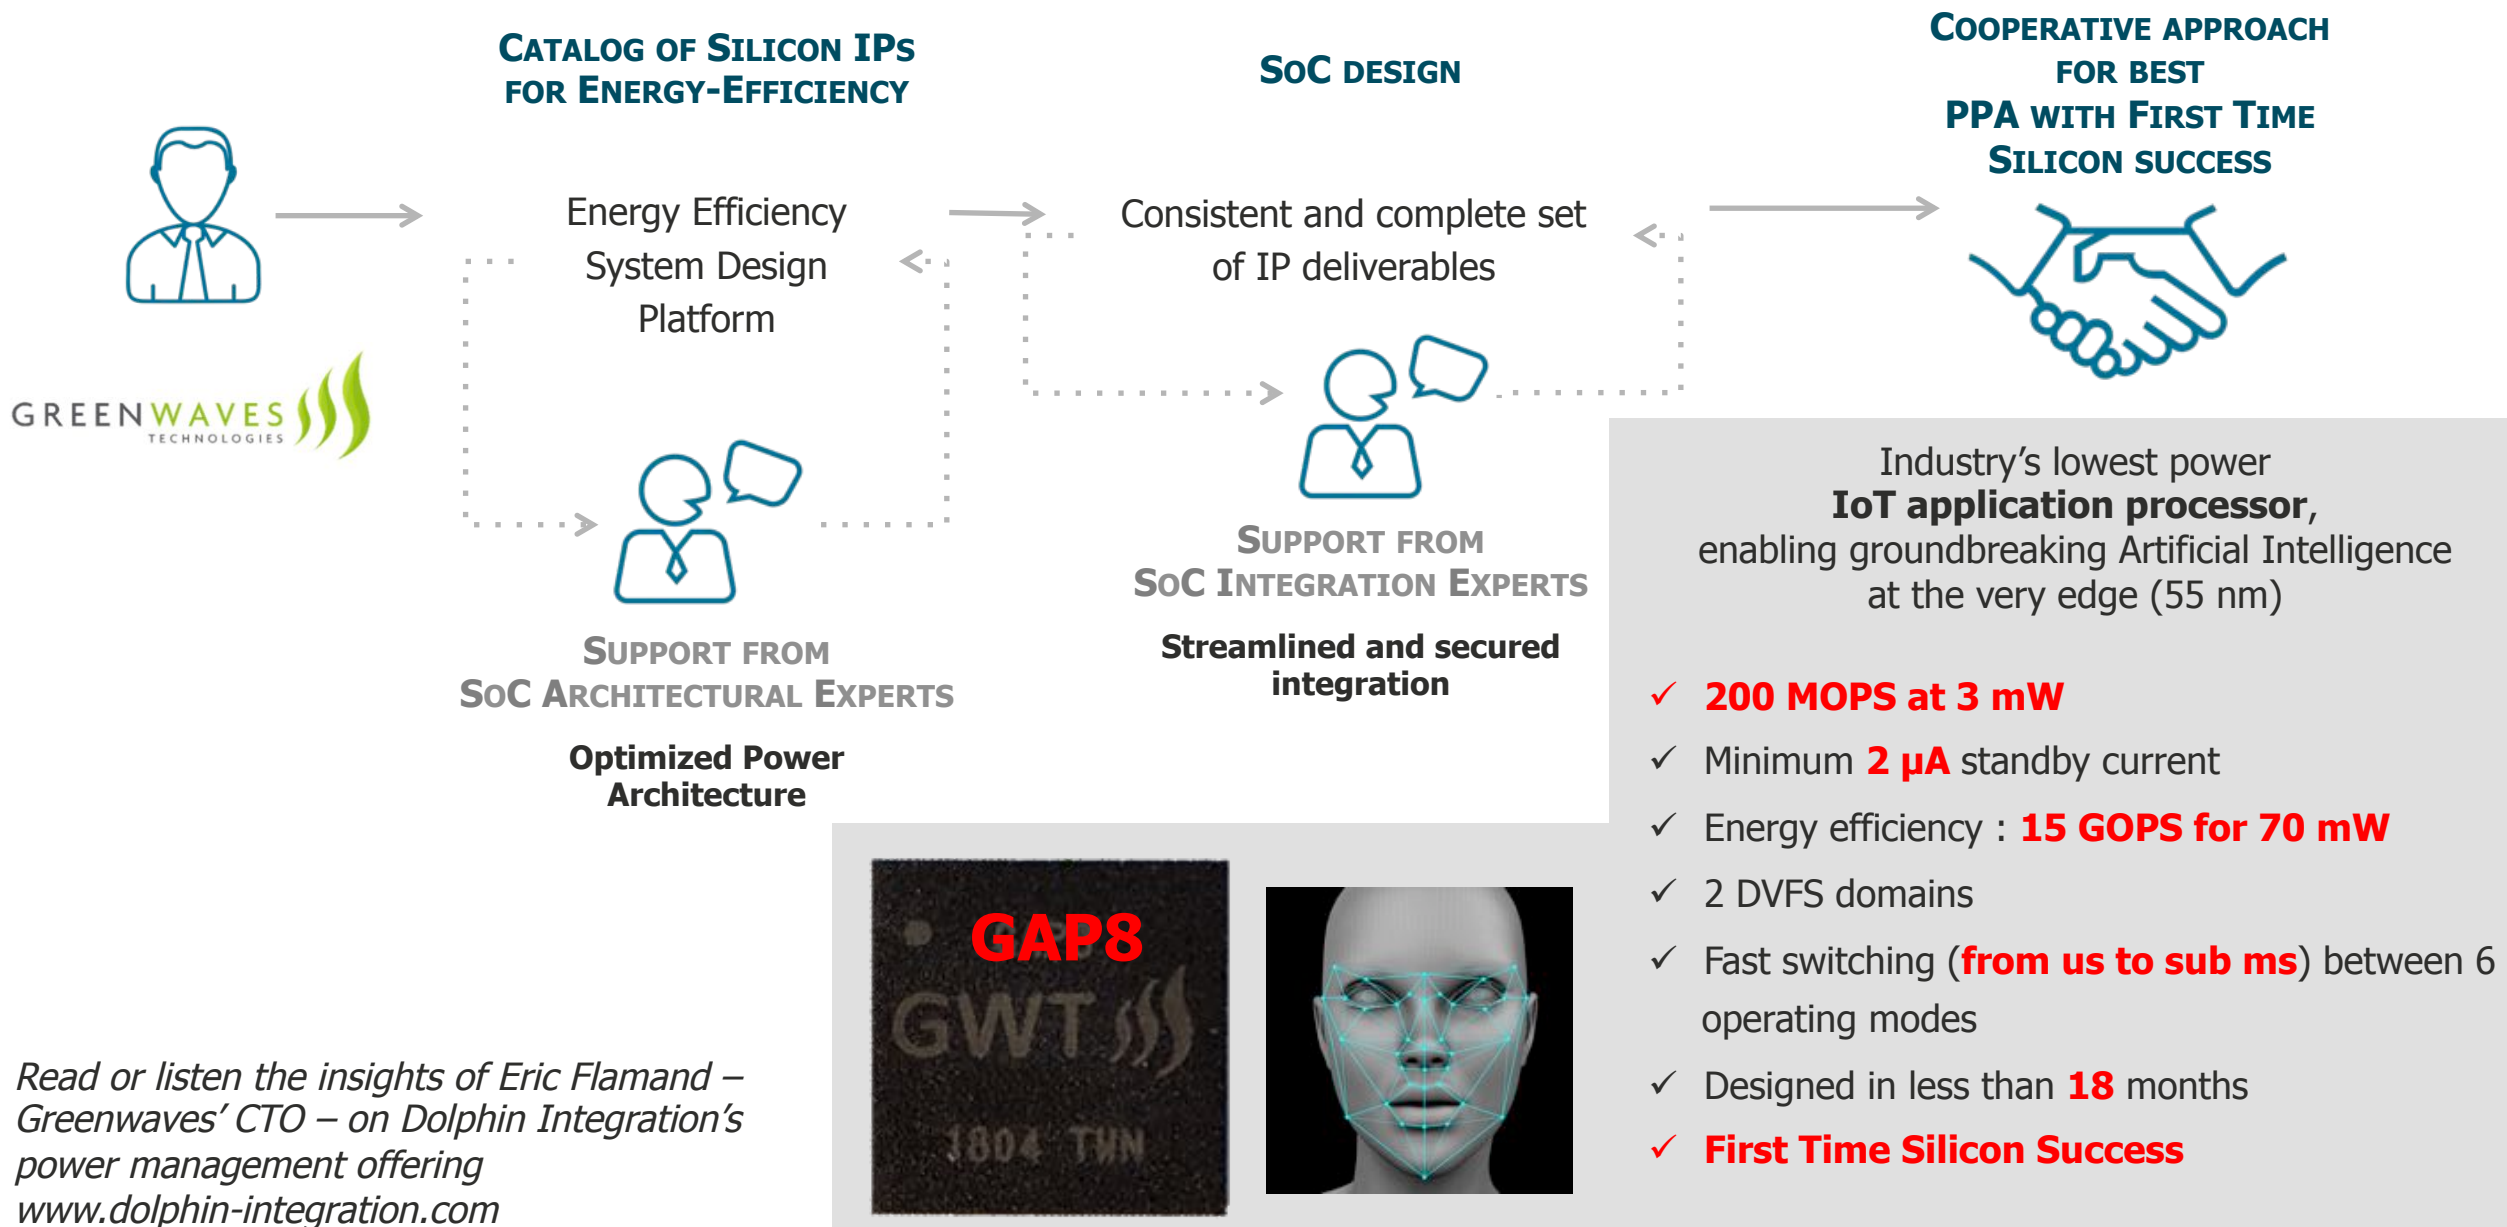 CATALOG OF SILICON IPS
FOR ENERGY-EFFICIENCY
SOC DESIGN
COOPERATIVE APPROACH
FOR BEST
PPA WITH FIRST TIME
SILICON SUCCESS
Energy Efficiency
System Design
Platform
Consistent and complete set
of IP deliverables
GREENWAVES
TECHNOLOGIES
SUPPORT FROM
SOC ARCHITECTURAL EXPERTS
Optimized Power
Architecture
SUPPORT FROM
SOC INTEGRATION EXPERTS
Streamlined and secured
integration
Industry’s lowest power
IoT application processor,
enabling groundbreaking Artificial Intelligence
at the very edge (55 nm)
✓ 200 MOPS at 3 mW
✓ Minimum 2 µA standby current
✓ Energy efficiency : 15 GOPS for 70 mW
✓ 2 DVFS domains
✓ Fast switching (from us to sub ms) between 6
operating modes
✓ Designed in less than 18 months
✓ First Time Silicon Success
GAP8
GWT
1804 TWN
Read or listen the insights of Eric Flamand –
Greenwaves’ CTO – on Dolphin Integration’s
power management offering
www.dolphin-integration.com